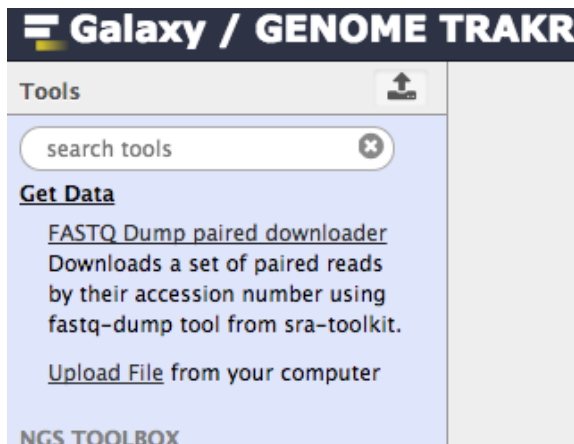 Galaxy / GENOME TRAKR
Tools
search tools
Get Data
FASTQ Dump paired downloader
Downloads a set of paired reads
by their accession number using
fastq-dump tool from sra-toolkit.
Upload File from your computer
NGS TOOLBOX